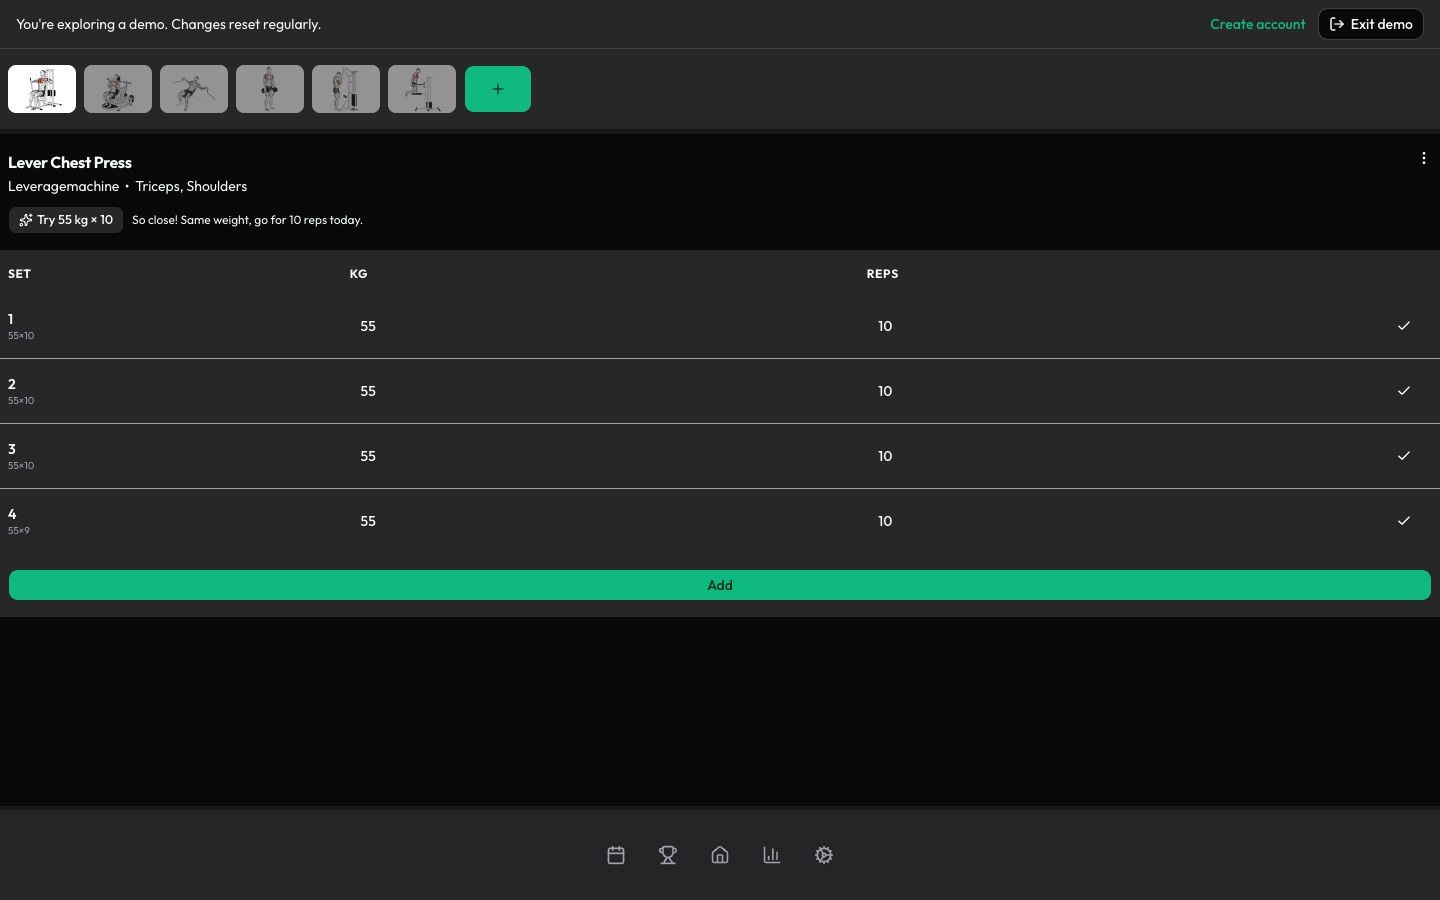 You're exploring a demo. Changes reset regularly.
Create account
Exit demo
Lever Chest Press
Leveragemachine • Triceps, Shoulders
Try 55 kg × 10
So close! Same weight, go for 10 reps today.
SET KG REPS
1
55×10
55 10
2
55×10
55 10
3
55×10
55 10
4
55×9
55 10
Add